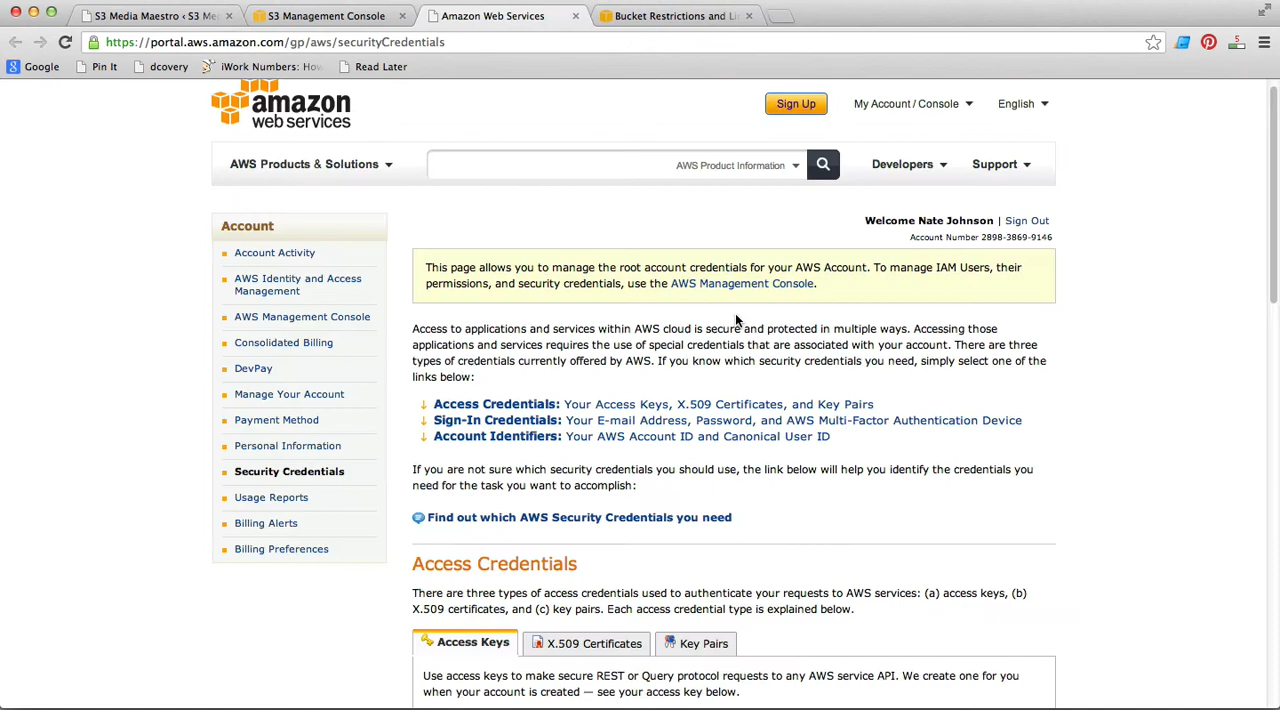 S3 Media Maestro ‹ S3 Me
S3 Management Console
Amazon Web Services
Bucket Restrictions and Li
https://portal.aws.amazon.com/gp/aws/securityCredentials
5
Google
Pin It
dcovery
iWork Numbers: How
Read Later
amazon
web services
Sign Up
My Account / Console
English
AWS Products & Solutions
AWS Product Information
Developers
Support
Account
Account Activity
AWS Identity and Access
Management
AWS Management Console
Consolidated Billing
DevPay
Manage Your Account
Payment Method
Personal Information
Security Credentials
Usage Reports
Billing Alerts
Billing Preferences
Welcome Nate Johnson | Sign Out
Account Number 2898-3869-9146
This page allows you to manage the root account credentials for your AWS Account. To manage IAM Users, their
permissions, and security credentials, use the AWS Management Console.
Access to applications and services within AWS cloud is secure and protected in multiple ways. Accessing those
applications and services requires the use of special credentials that are associated with your account. There are three
types of credentials currently offered by AWS. If you know which security credentials you need, simply select one of the
links below:
Access Credentials: Your Access Keys, X.509 Certificates, and Key Pairs
Sign-In Credentials: Your E-mail Address, Password, and AWS Multi-Factor Authentication Device
Account Identifiers: Your AWS Account ID and Canonical User ID
If you are not sure which security credentials you should use, the link below will help you identify the credentials you
need for the task you want to accomplish:
Find out which AWS Security Credentials you need
Access Credentials
There are three types of access credentials used to authenticate your requests to AWS services: (a) access keys, (b)
X.509 certificates, and (c) key pairs. Each access credential type is explained below.
Access Keys
X.509 Certificates
Key Pairs
Use access keys to make secure REST or Query protocol requests to any AWS service API. We create one for you
when your account is created — see your access key below.